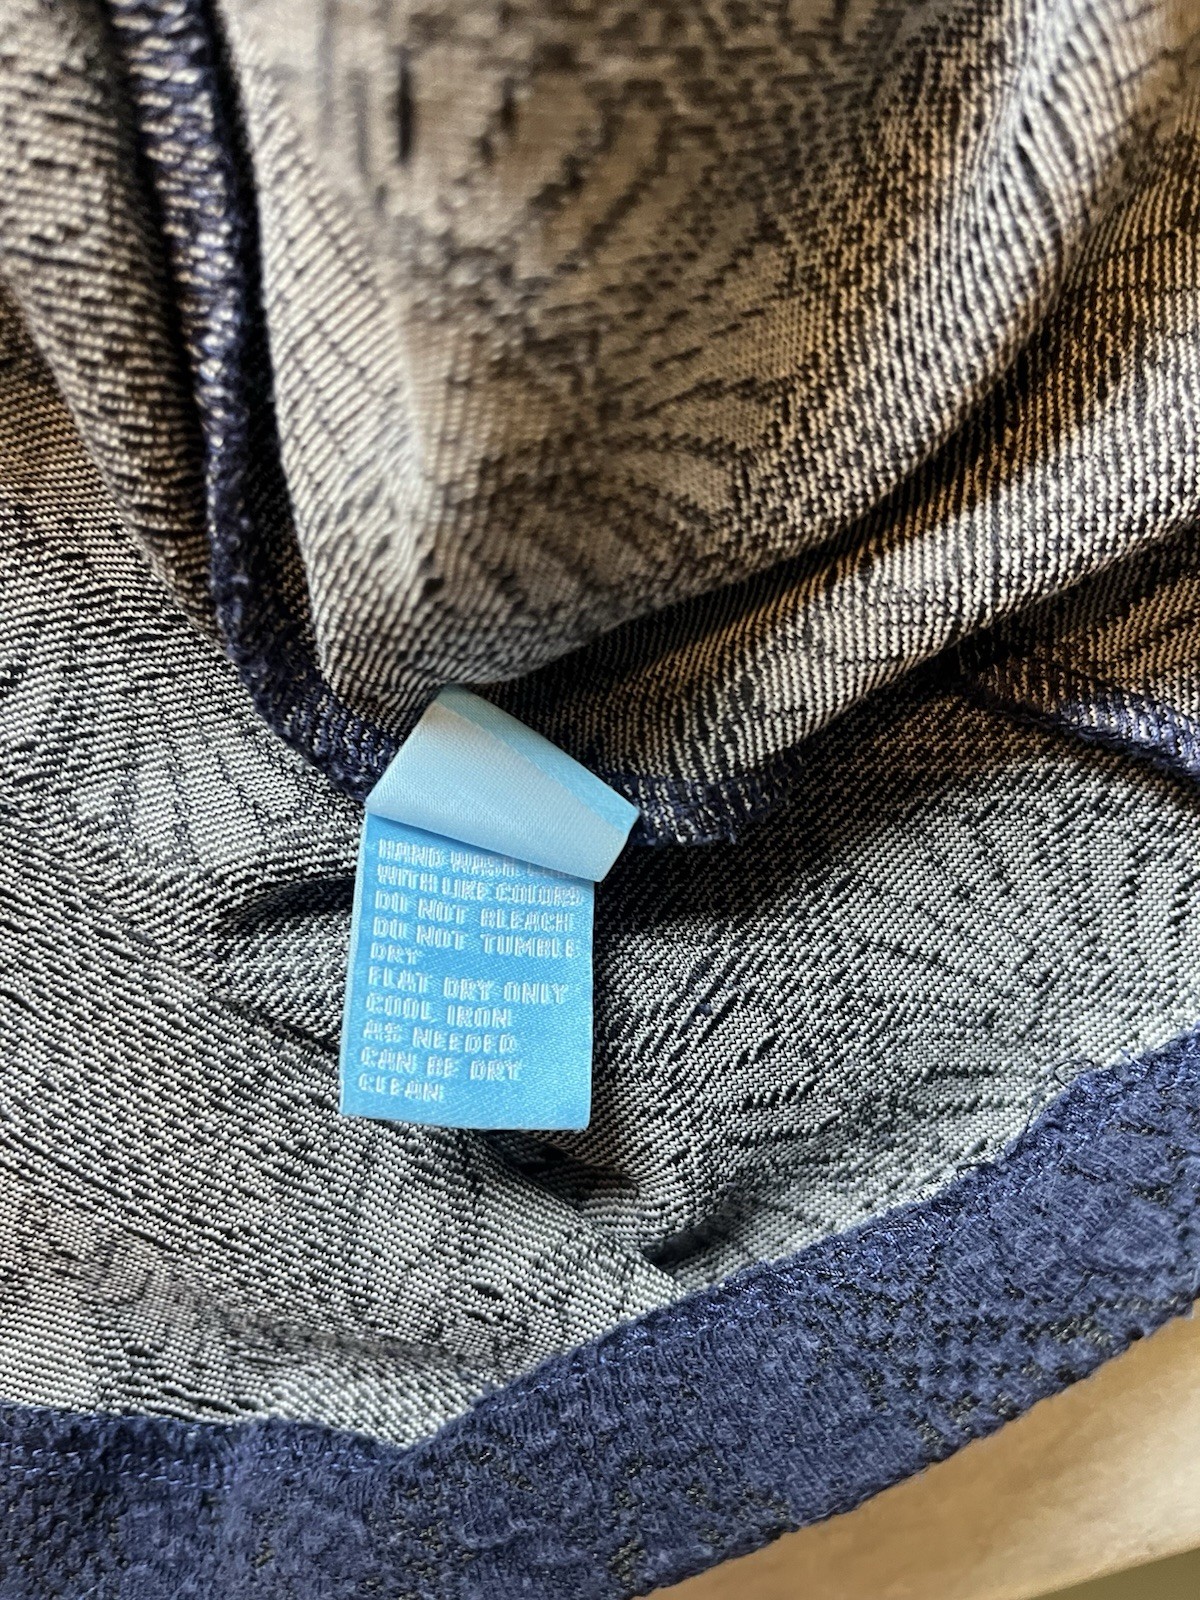 HAND WASH
WITH LIKE COLORS
DO NOT BLEACH
DO NOT TUMBLE
DRY
FLAT DRY ONLY
COOL IRON
AS NEEDED
CAN BE DRY
CLEAN